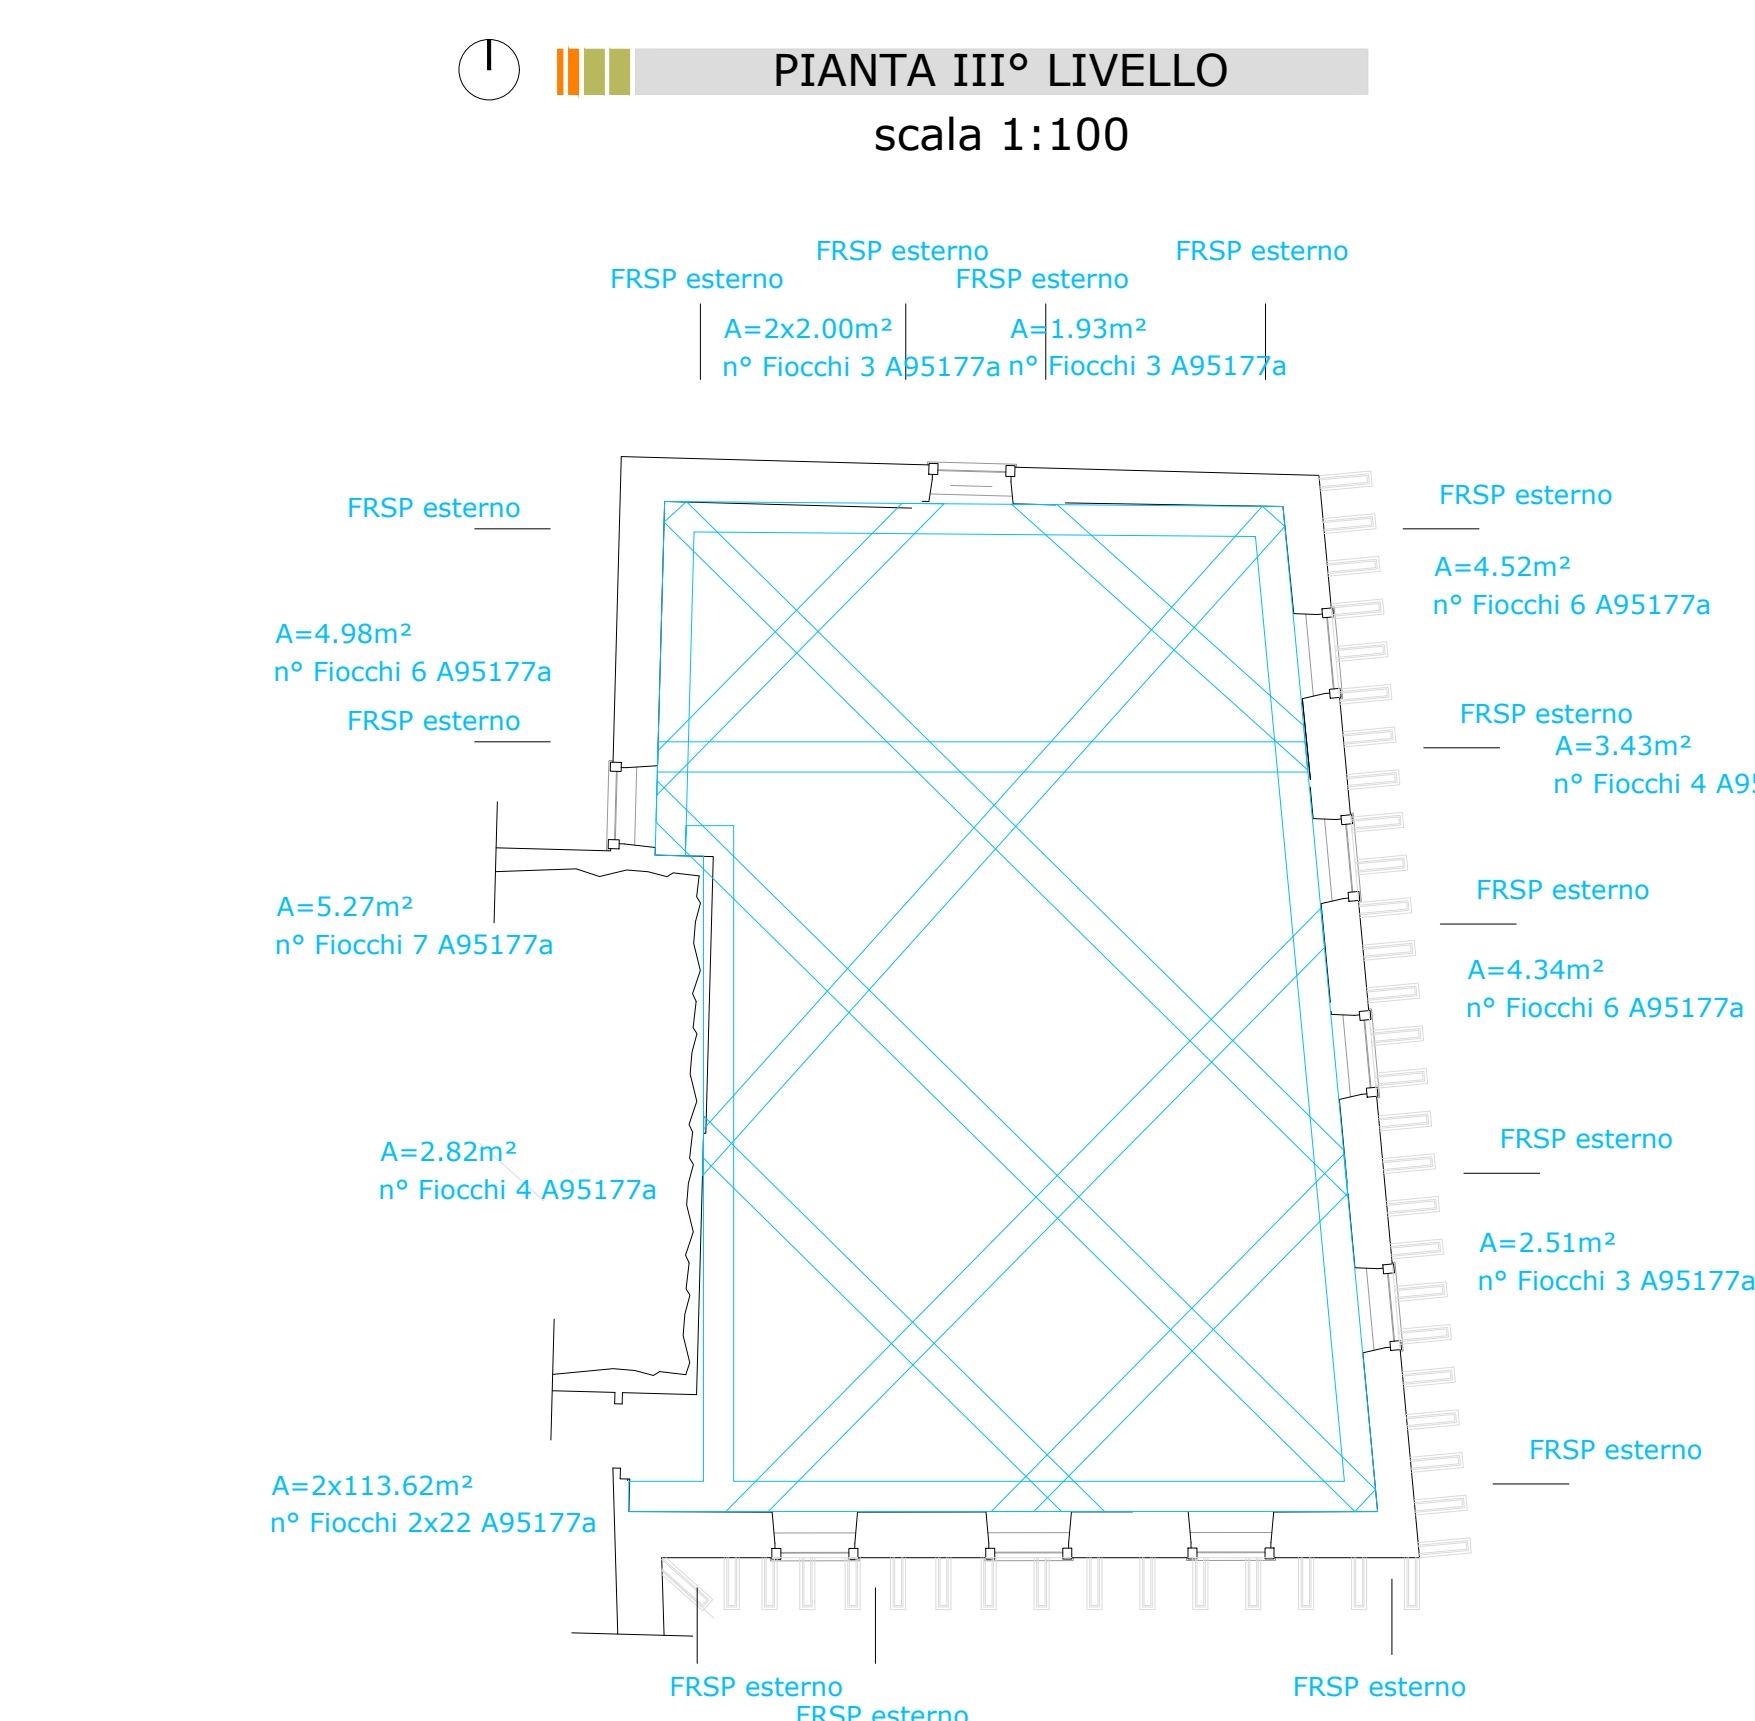 PIANTA III° LIVELLO
scala 1:100
FRSP esterno
FRSP esterno
FRSP esterno
FRSP esterno
A=2x2.00m²
n° Fiocchi 3 A95177a
A=1.93m²
n° Fiocchi 3 A95177a
FRSP esterno
FRSP esterno
A=4.52m²
n° Fiocchi 6 A95177a
A=4.98m²
n° Fiocchi 6 A95177a
FRSP esterno
FRSP esterno
A=3.43m²
n° Fiocchi 4
FRSP esterno
A=5.27m²
n° Fiocchi 7 A95177a
A=4.34m²
n° Fiocchi 6 A95177a
FRSP esterno
A=2.82m²
n° Fiocchi 4 A95177a
A=2.51m²
n° Fiocchi 3 A95177a
FRSP esterno
A=2x113.62m²
n° Fiocchi 2x22 A95177a
FRSP esterno
FRSP esterno
FRSP esterno